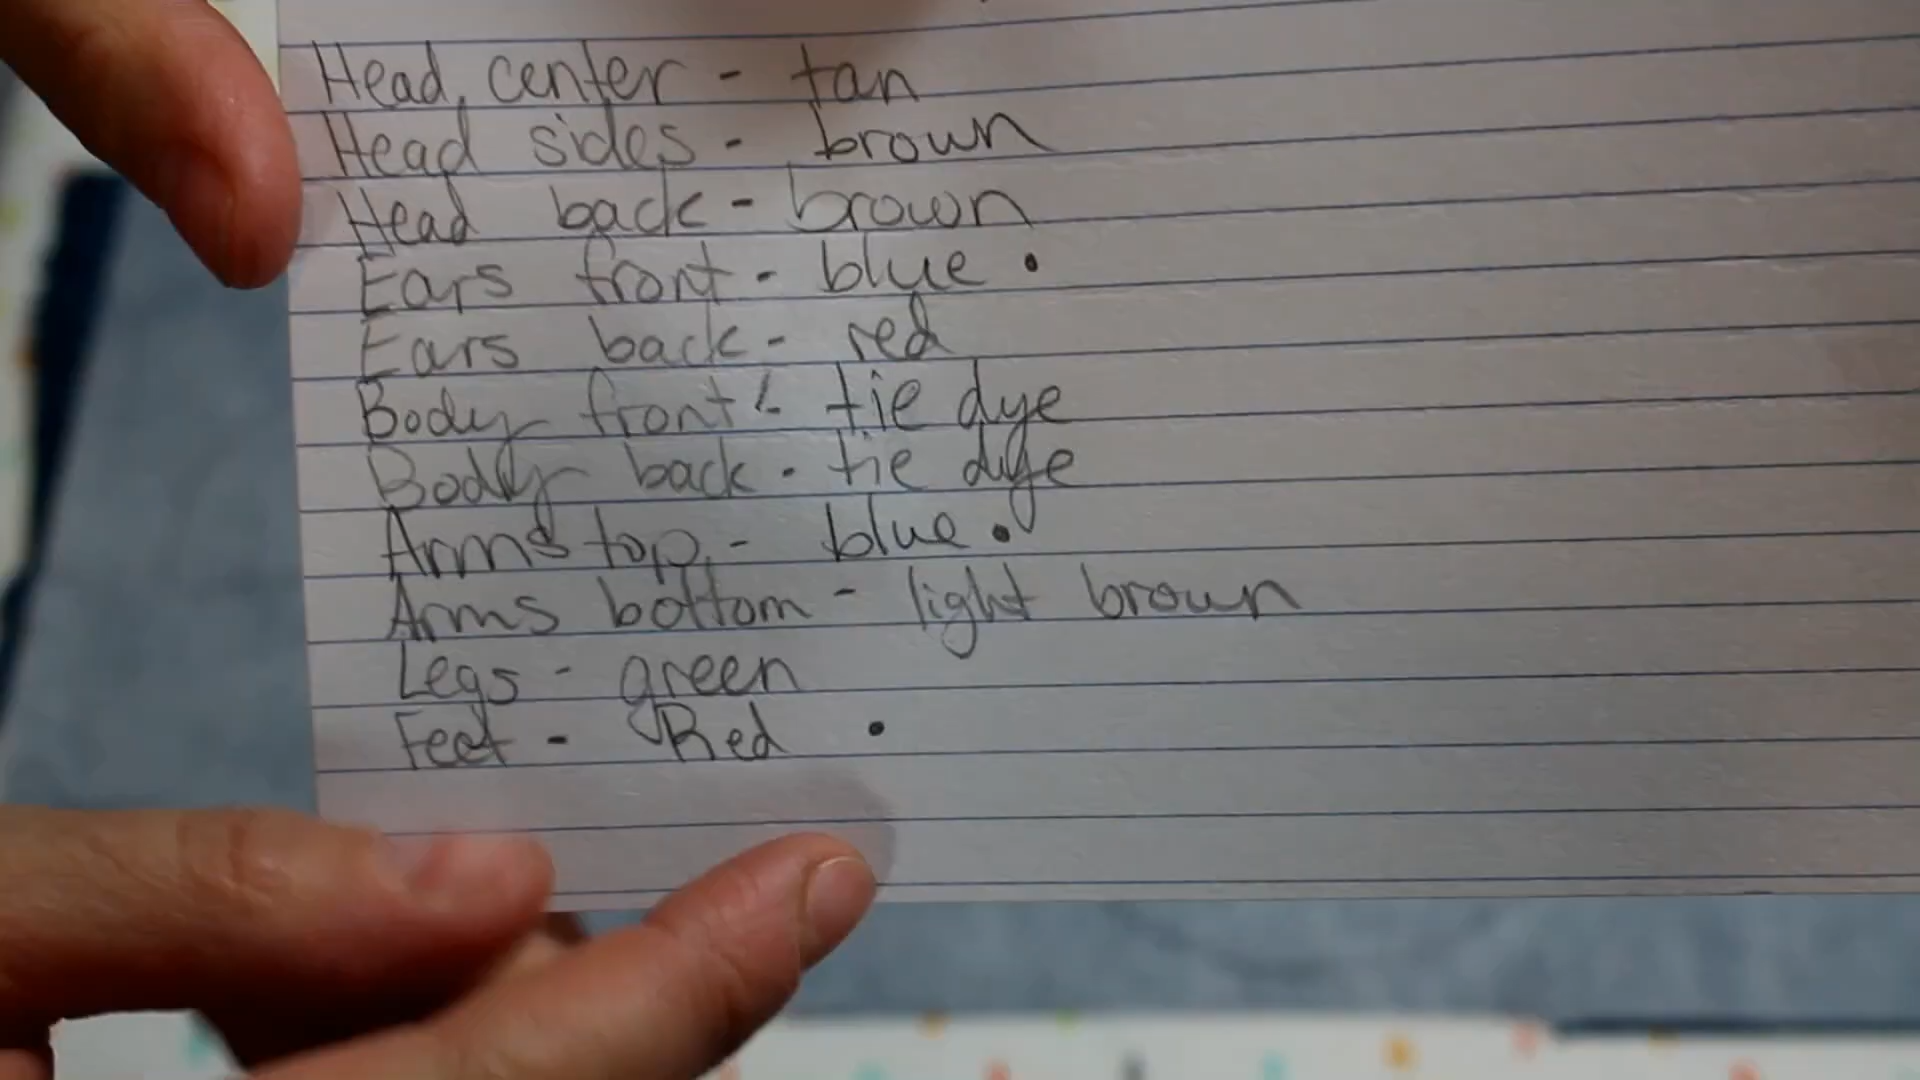 Head center - tan
Head sides - brown
Head back - brown
Ears front - blue •
Ears back - red
Body front - tie dye
Body back - tie dye
Arms top - blue •
Arms bottom - light brown
Legs - green
Feet - Red •